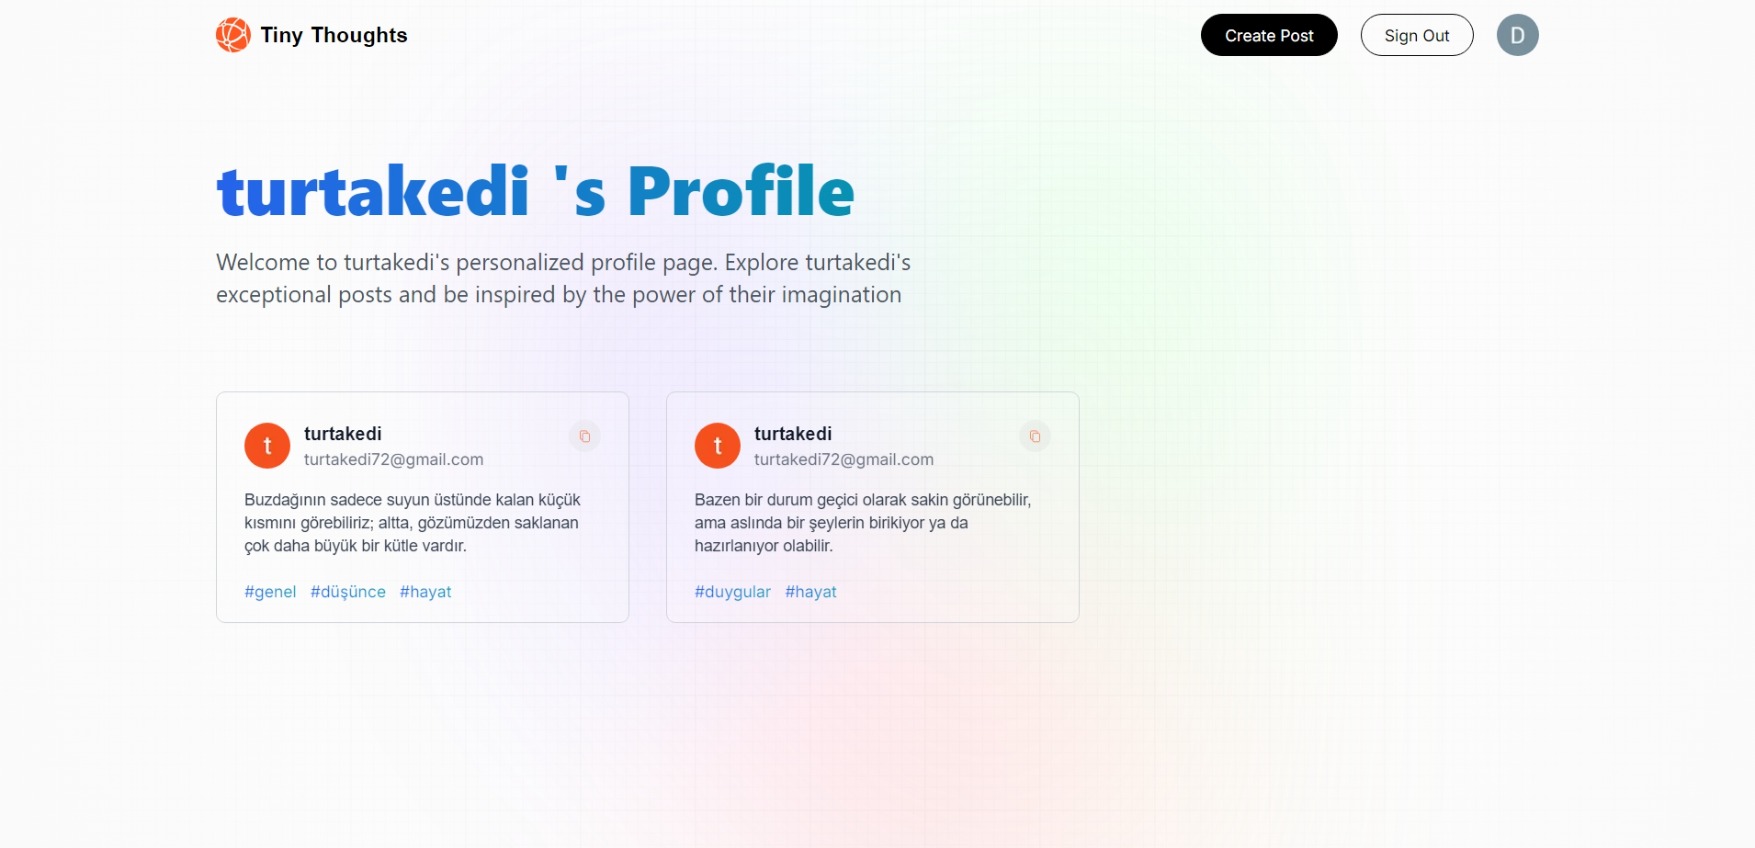 Tiny Thoughts
Create Post
Sign Out
D
turtakedi 's Profile
Welcome to turtakedi's personalized profile page. Explore turtakedi's
exceptional posts and be inspired by the power of their imagination
t
turtakedi
turtakedi72@gmail.com
Buzdağının sadece suyun üstünde kalan küçük
kısmını görebiliriz; altta, gözümüzden saklanan
çok daha büyük bir kütle vardır.
#genel #düşünce #hayat
t
turtakedi
turtakedi72@gmail.com
Bazen bir durum geçici olarak sakin görünebilir,
ama aslında bir şeylerin birikiyor ya da
hazırlanıyor olabilir.
#duygular #hayat